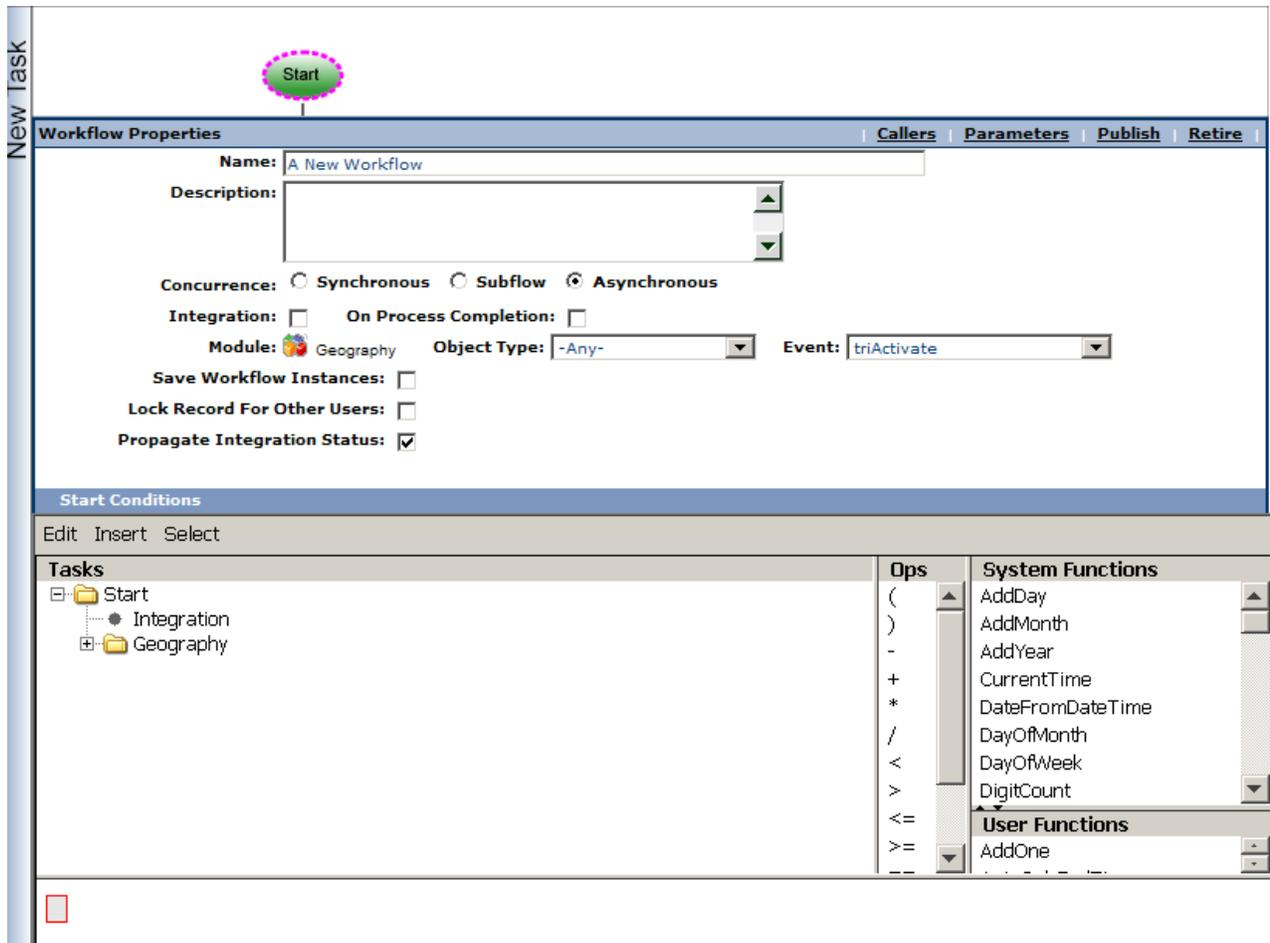 New Task
Start
Workflow Properties | Callers | Parameters | Publish | Retire |
Name: A New Workflow
Description:
Concurrence: Synchronous Subflow Asynchronous
Integration: On Process Completion:
Module: Geography Object Type: -Any- Event: triActivate
Save Workflow Instances:
Lock Record For Other Users:
Propagate Integration Status:
Start Conditions
Edit Insert Select
Tasks
Start
Integration
Geography
Ops
(
)
-
+
*
/
<
>
<=
>=
System Functions
AddDay
AddMonth
AddYear
CurrentTime
DateFromDateTime
DayOfMonth
DayOfWeek
DigitCount
User Functions
AddOne